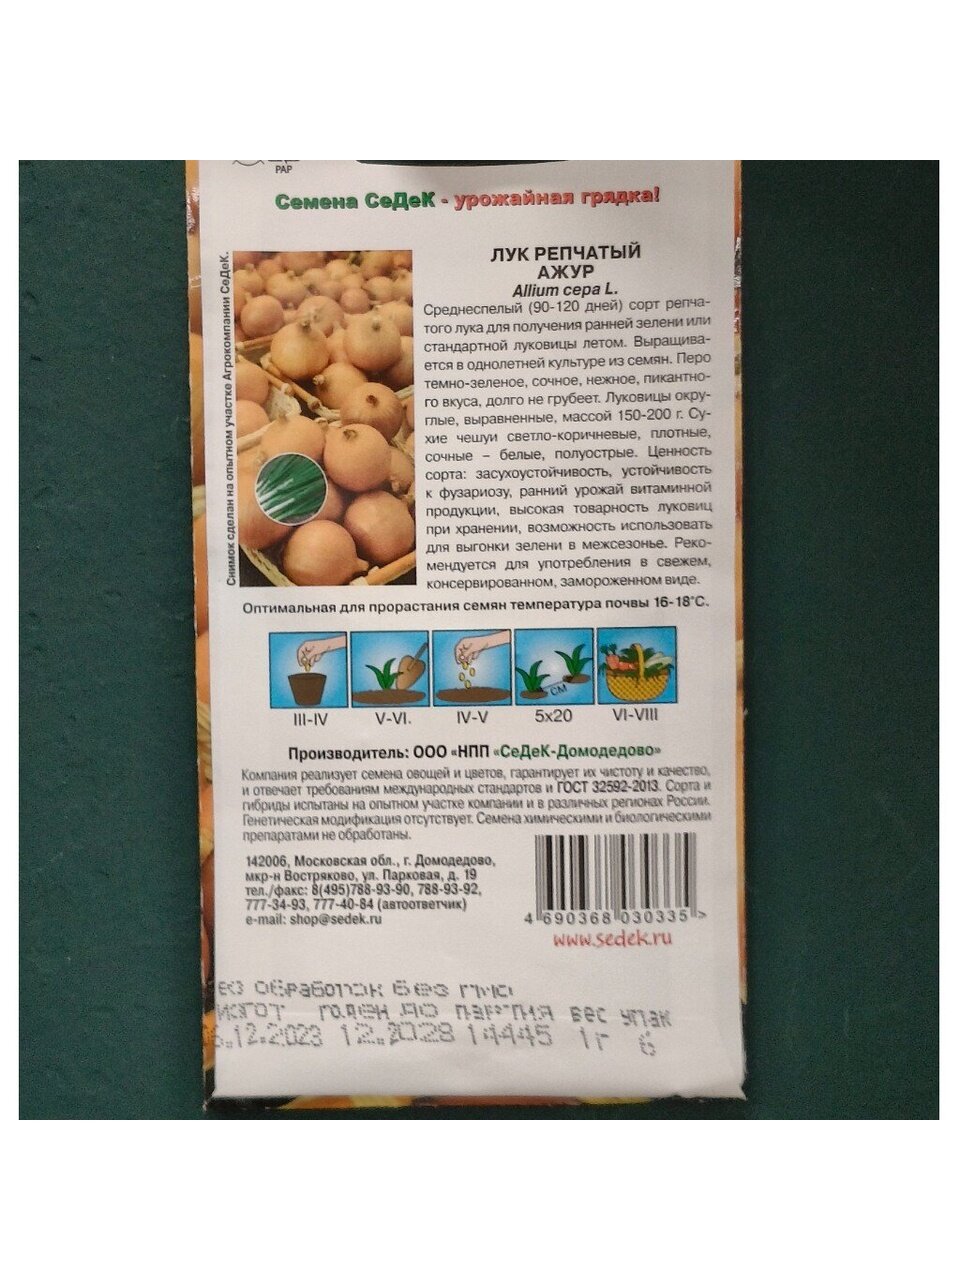 PAP
Семена СеДеК - урожайная грядка!
Снимок сделан на опытном участке Агрокомпании СеДеК.
ЛУК РЕПЧАТЫЙ
АЖУР
Allium cepa L.
Среднеспелый (90-120 дней) сорт репча-
того лука для получения ранней зелени или
стандартной луковицы летом. Выращива-
ется в однолетней культуре из семян. Перо
темно-зеленое, сочное, нежное, пикантно-
го вкуса, долго не грубеет. Луковицы окру-
глые, выравненные, массой 150-200 г. Су-
хие чешуи светло-коричневые, плотные,
сочные – белые, полуострые. Ценность
сорта: засухоустойчивость, устойчивость
к фузариозу, ранний урожай витаминной
продукции, высокая товарность луковиц
при хранении, возможность использовать
для выгонки зелени в межсезонье. Реко-
мендуется для употребления в свежем,
консервированном, замороженном виде.
Оптимальная для прорастания семян температура почвы 16-18°С.
см
III-IV V-VI. IV-V 5x20 VI-VIII
Производитель: ООО «НПП «СеДеК-Домодедово»
Компания реализует семена овощей и цветов, гарантирует их чистоту и качество,
и отвечает требованиям международных стандартов и ГОСТ 32592-2013. Сорта и
гибриды испытаны на опытном участке компании и в различных регионах России.
Генетическая модификация отсутствует. Семена химическими и биологическими
препаратами не обработаны.
142006, Московская обл., г. Домодедово,
мкр-н Востряково, ул. Парковая, д. 19
тел./факс: 8(495)788-93-90, 788-93-92,
777-34-93, 777-40-84 (автоответчик)
e-mail: shop@sedek.ru
4 690368 030335 >
www.sedek.ru
ез обработок без гмо
изгот годен до партия вес упак
12.2023 12.2028 14445 1г 6